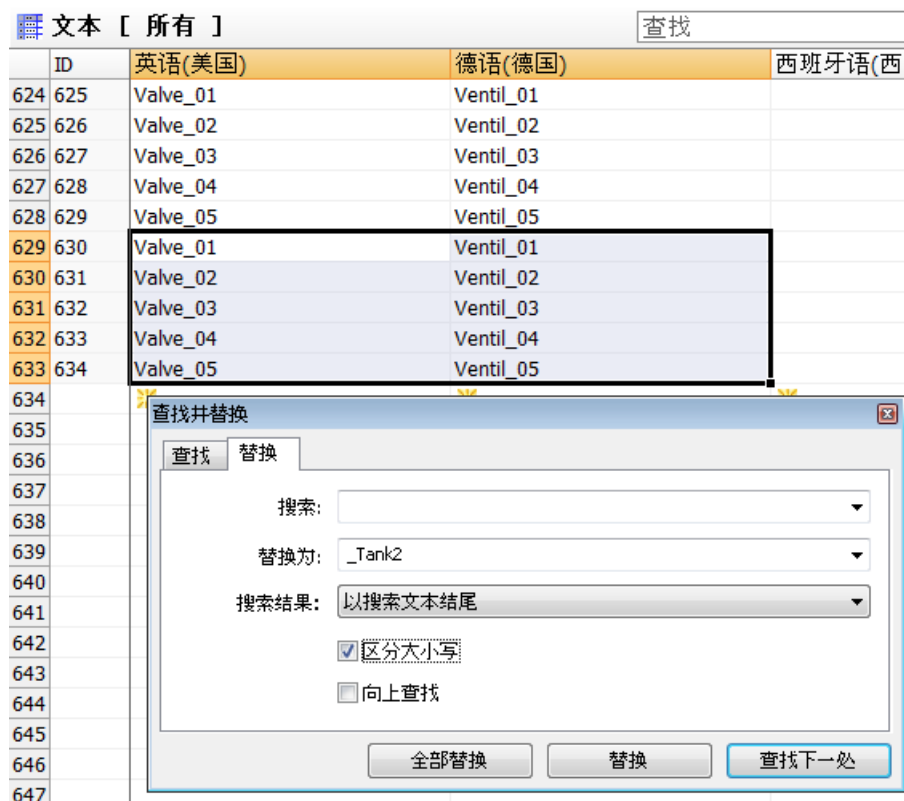 文本 [ 所有 ] 查找
ID 英语(美国) 德语(德国) 西班牙语(西
624 625 Valve_01 Ventil_01
625 626 Valve_02 Ventil_02
626 627 Valve_03 Ventil_03
627 628 Valve_04 Ventil_04
628 629 Valve_05 Ventil_05
629 630 Valve_01 Ventil_01
630 631 Valve_02 Ventil_02
631 632 Valve_03 Ventil_03
632 633 Valve_04 Ventil_04
633 634 Valve_05 Ventil_05
634
查找并替换
635
查找 替换
636
637
搜索:
638
639
替换为: _Tank2
640
搜索结果: 以搜索文本结尾
641
642
区分大小写
643
向上查找
644
645
全部替换 替换 查找下一处
646
647